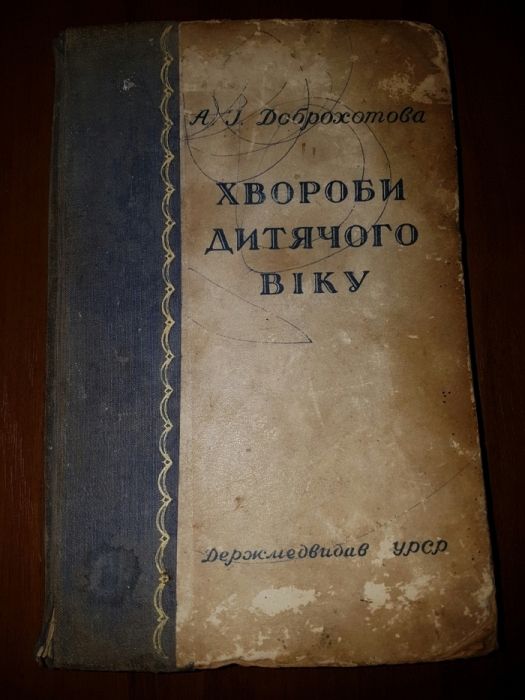 А. І. Доброхотова
ХВОРОБИ
ДИТЯЧОГО
ВІКУ
Держмедвидав УРСР